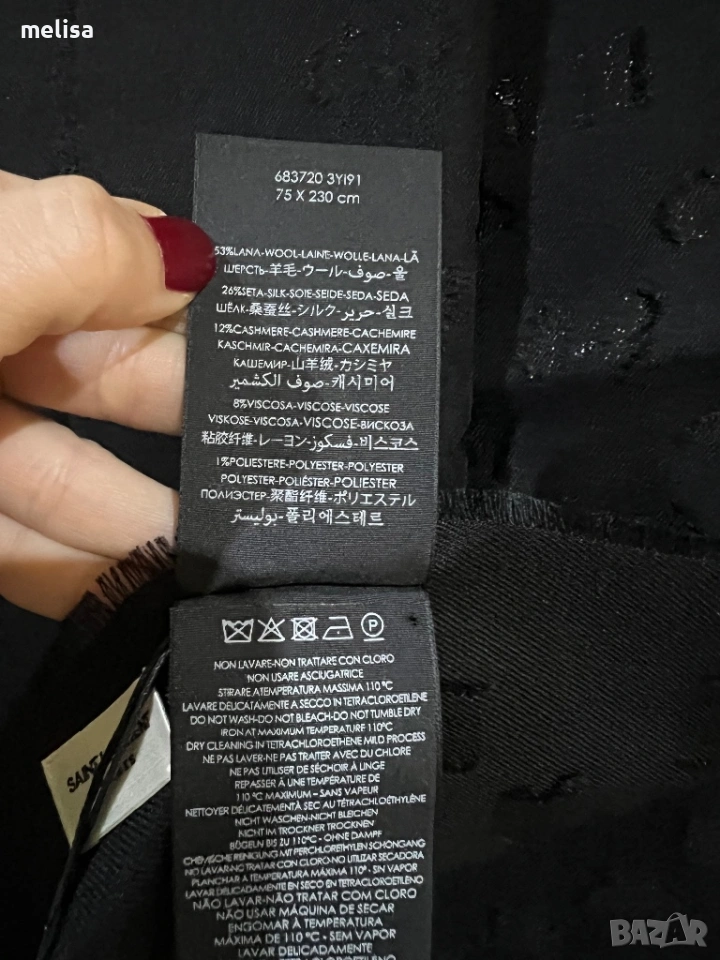 melisa
683720 3YI91
75 X 230 cm
53%LANA-WOOL-LAINE-WOLLE-LANA-LÃ
ШЕРСТЬ-羊毛-ウール-صوف-울
26%SETA-SILK-SOIE-SEIDE-SEDA-SEDA
ШЁЛК-桑蚕丝-シルク-حرير-실크
12%CASHMERE-CASHMERE-CACHEMIRE
KASCHMIR-CACHEMIRA-CAXEMIRA
КАШЕМИР-山羊绒-カシミヤ
صوف الكشمير-캐시미어
8%VISCOSA-VISCOSE-VISCOSE
VISKOSE-VISCOSA-VISCOSE-ВИСКОЗА
粘胶纤维-レーヨン-فسكوز-비스코스
1%POLIESTERE-POLYESTER-POLYESTER
POLYESTER-POLIÉSTER-POLIESTER
ПОЛИЭСТЕР-聚酯纤维-ポリエステル
بوليستر-폴리에스테르
NON LAVARE-NON TRATTARE CON CLORO
NON USARE ASCIUGATRICE
STIRARE A TEMPERATURA MASSIMA 110°C
LAVARE DELICATAMENTE A SECCO IN TETRACLOROETILENE
DO NOT WASH-DO NOT BLEACH-DO NOT TUMBLE DRY
IRON AT MAXIMUM TEMPERATURE 110°C
DRY CLEANING IN TETRACHLOROETHENE MILD PROCESS
NE PAS LAVER-NE PAS TRAITER AVEC DU CHLORE
NE PAS UTILISER DE SÉCHOIR À LINGE
REPASSER À UNE TEMPÉRATURE DE
110 °C MAXIMUM – SANS VAPEUR
NETTOYER DÉLICATEMENT À SEC AU TÉTRACHLOROÉTHYLÈNE
NICHT WASCHEN-NICHT BLEICHEN
NICHT IM TROCKNER TROCKNEN
BÜGELN BIS ZU 110°C - OHNE DAMPF
CHEMISCHE REINIGUNG MIT PERCHLORETHYLEN SCHONGANG
NO LAVAR-NO TRATAR CON CLORO-NO UTILIZAR SECADORA
PLANCHAR A TEMPERATURA MÁXIMA 110° - SIN VAPOR
LAVAR DELICADAMENTE EN SECO EN TETRACLOROETILENO
NÃO LAVAR-NÃO TRATAR COM CLORO
NÃO USAR MÁQUINA DE SECAR
ENGOMAR À TEMPERATURA
MÁXIMA DE 110°C - SEM VAPOR
LAVAR DELICADAMENTE
P
BAZAR